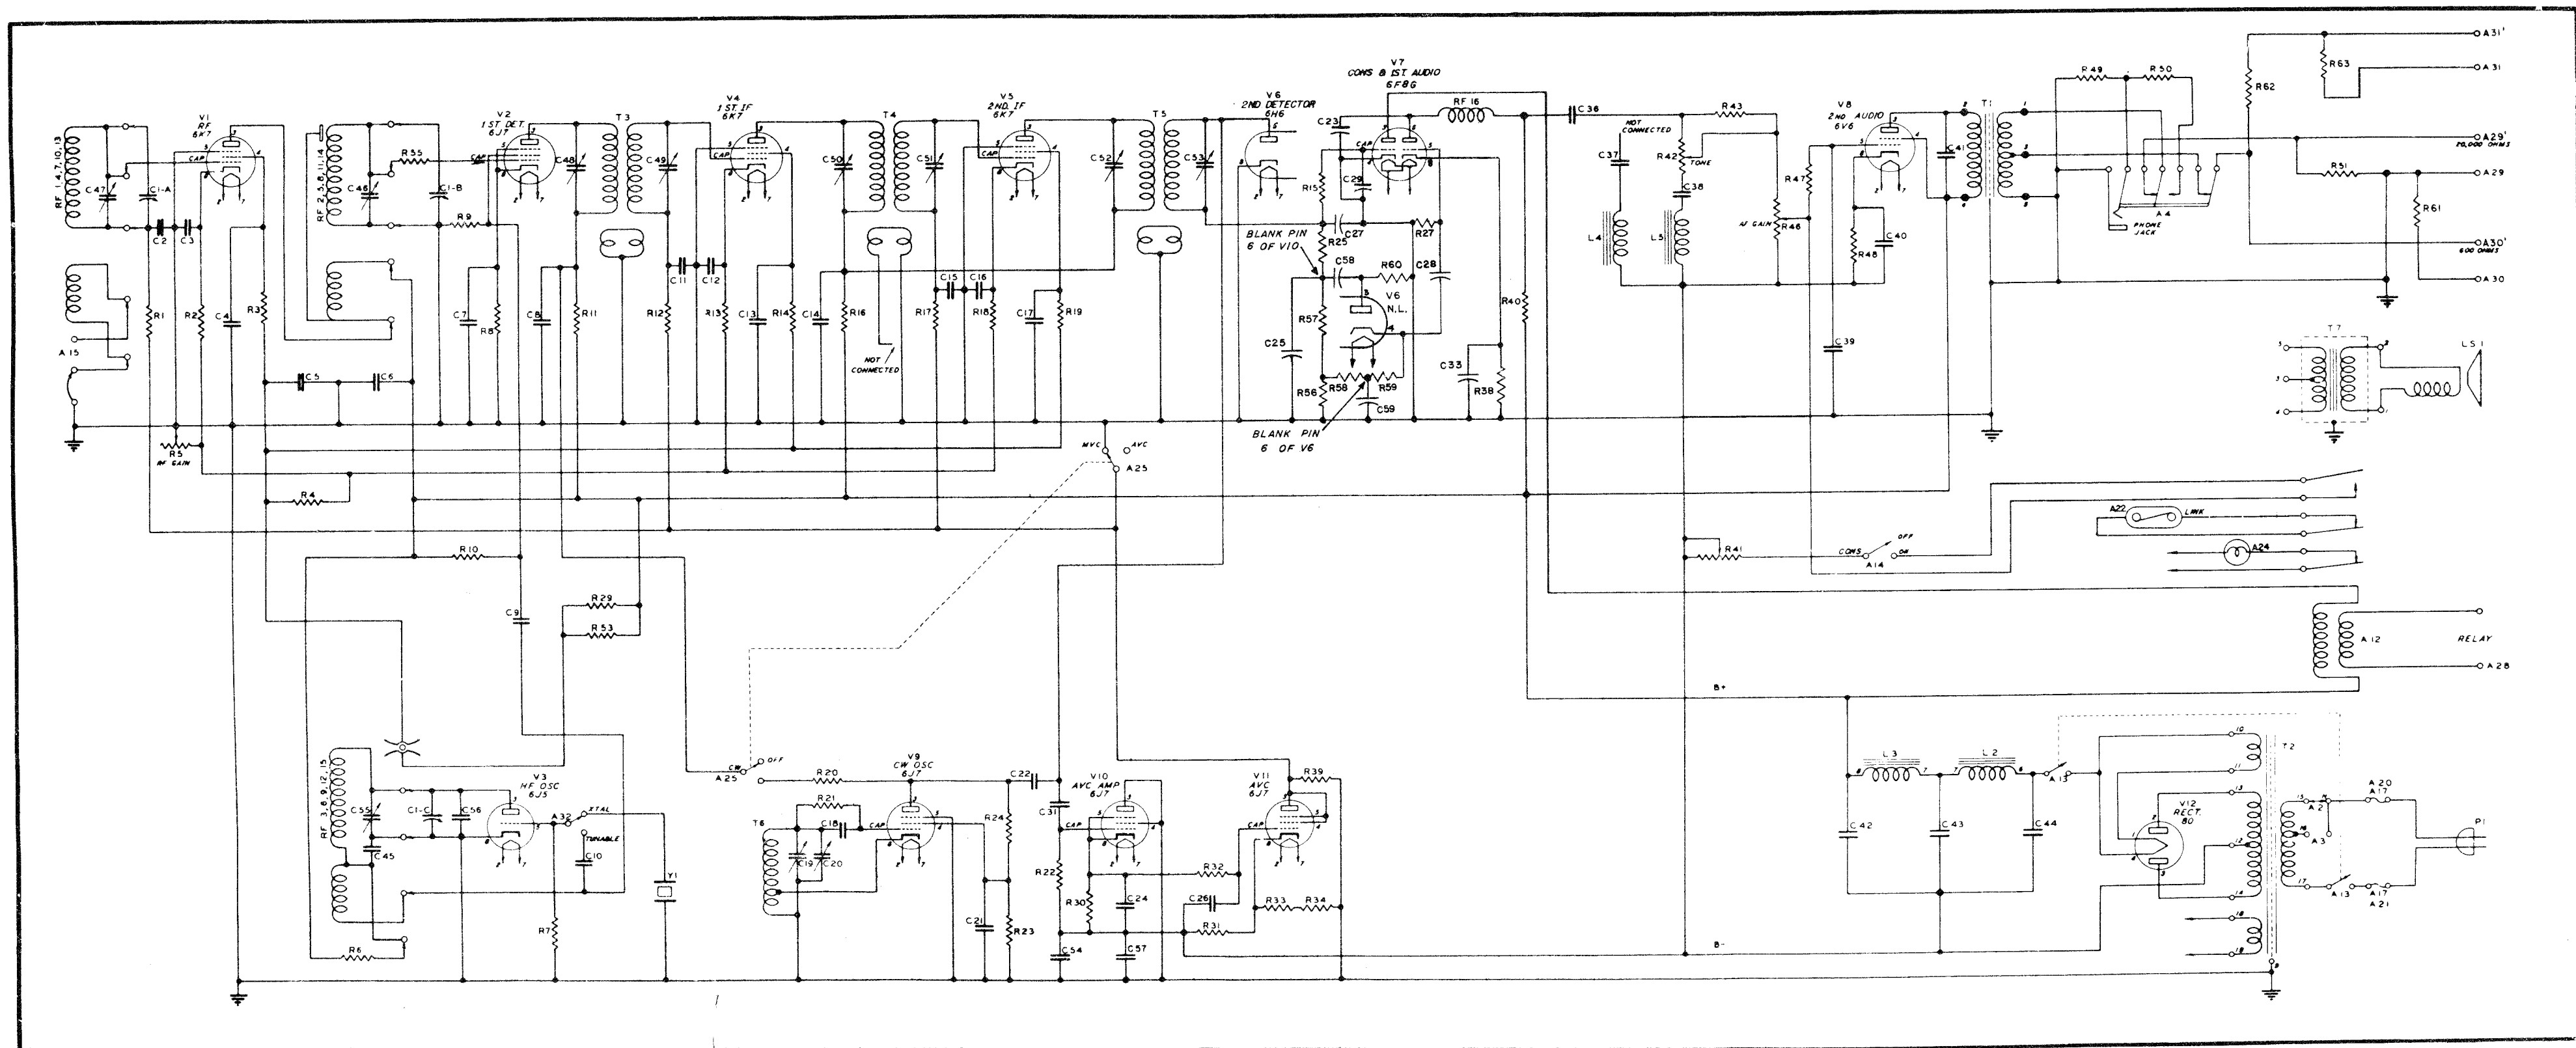 A31'
A31
R63
R62
A29'
20,000 OHMS
R51
A29
R61
A30'
600 OHMS
A30
V7
CONS & 1ST AUDIO
6F8G
V6
2ND DETECTOR
6H6
V5
2ND. IF
6K7
V4
1ST. IF
6K7
V2
1ST DET.
6J7
V1
RF
6K7
V8
2ND AUDIO
6V6
RF 1,4,7,10,13
C47
C1-A
CAP
C2
C3
RF 2,5,8,11,14
C46
R55
C1-B
CAP
R9
C48
T3
C49
CAP
C50
T4
C51
CAP
C52
T5
C53
C23
CAP
RF 16
C36
R43
NOT
CONNECTED
C37
R42
TONE
C38
R47
L4
L5
AF GAIN
R46
C41
T1
R49
R50
A4
PHONE
JACK
R15
C29
C27
R27
BLANK PIN
6 OF V10
R25
C58
R60
C28
V6
N.L.
R57
C25
R56
R58
R59
C59
BLANK PIN
6 OF V6
C33
R38
R40
R48
C40
C39
A15
R1
R2
C4
R3
C5
C6
R5
RF GAIN
R4
C7
R8
C8
R11
R12
C11
C12
R13
C13
R14
C14
R16
NOT
CONNECTED
C15
C16
R17
R18
C17
R19
MVC
AVC
A25
T7
LS 1
A22
LINK
A24
R41
CONS
OFF
ON
A14
A12
RELAY
A28
R10
C9
R29
R53
B+
RF 3,6,9,12,15
C55
C1-C
C56
V3
HF OSC
6J5
A32
XTAL
TUNABLE
C10
C45
R6
R7
Y1
CW
OFF
A25
R20
R21
C18
T6
C19
C20
V9
CW OSC
6J7
CAP
R24
C22
C31
C21
R23
R22
V10
AVC AMP
6J7
CAP
R30
C24
C54
C57
R32
C26
R31
V11
AVC
6J7
CAP
R39
R33
R34
B-
L3
L2
A13
C42
C43
C44
V12
RECT.
80
T2
A2
A3
A13
A20
A17
A17
A21
P1